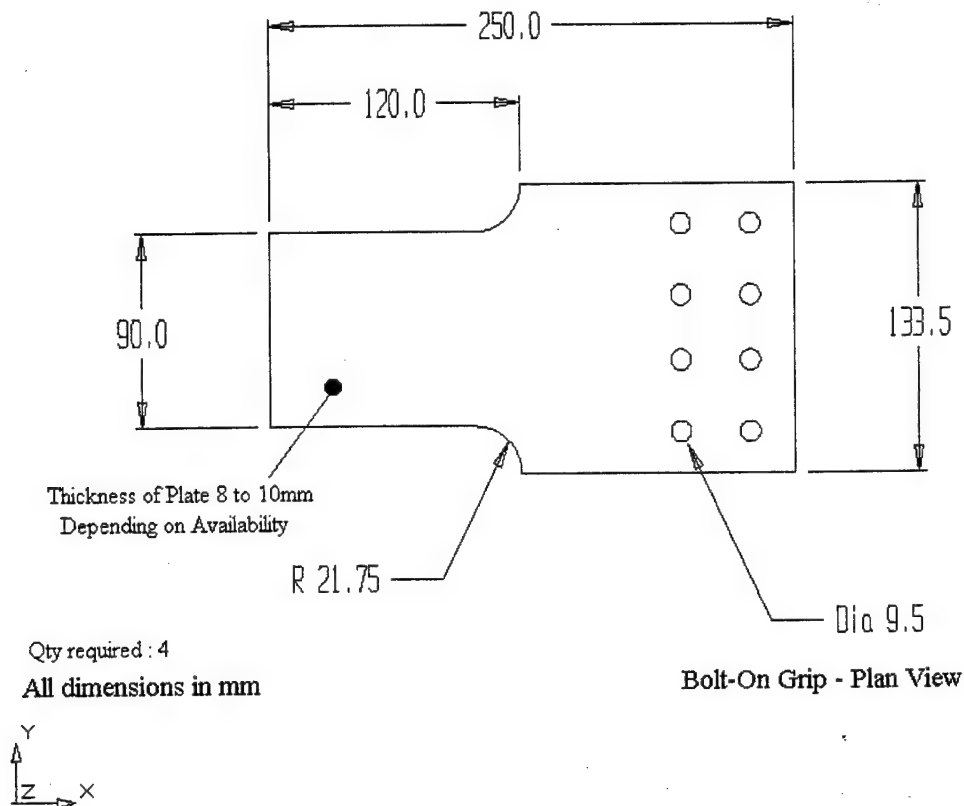 250.0
120.0
90.0
133.5
Thickness of Plate 8 to 10mm
Depending on Availability
R 21.75
Dia 9.5
Qty required : 4
All dimensions in mm
Bolt-On Grip - Plan View
Y
Z
X